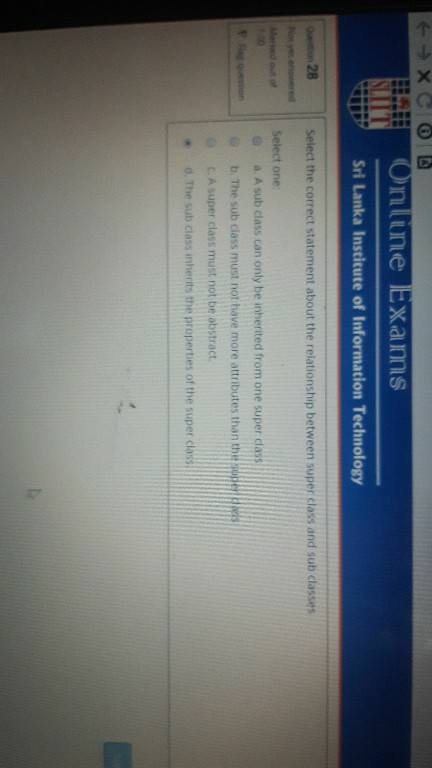 SLIIT
Online Exams
Sri Lanka Institute of Information Technology
Question 28
Not yet answered
Marked out of
1.00
Flag question
Select the correct statement about the relationship between super class and sub classes
Select one:
a. A sub class can only be inherited from one super class
b. The sub class must not have more attributes than the super class
c. A super class must not be abstract.
d. The sub class inherits the properties of the super class.